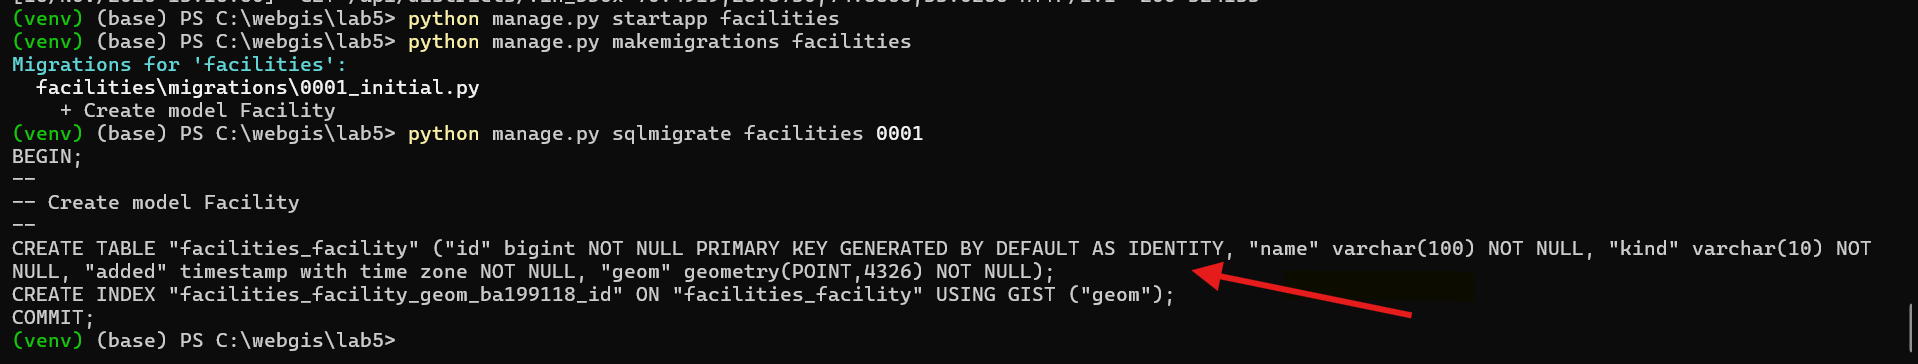 (venv) (base) PS C:\webgis\lab5> python manage.py startapp facilities
(venv) (base) PS C:\webgis\lab5> python manage.py makemigrations facilities
Migrations for 'facilities':
  facilities\migrations\0001_initial.py
    + Create model Facility
(venv) (base) PS C:\webgis\lab5> python manage.py sqlmigrate facilities 0001
BEGIN;
--
-- Create model Facility
--
CREATE TABLE "facilities_facility" ("id" bigint NOT NULL PRIMARY KEY GENERATED BY DEFAULT AS IDENTITY, "name" varchar(100) NOT NULL, "kind" varchar(10) NOT
NULL, "added" timestamp with time zone NOT NULL, "geom" geometry(POINT,4326) NOT NULL);
CREATE INDEX "facilities_facility_geom_ba199118_id" ON "facilities_facility" USING GIST ("geom");
COMMIT;
(venv) (base) PS C:\webgis\lab5>